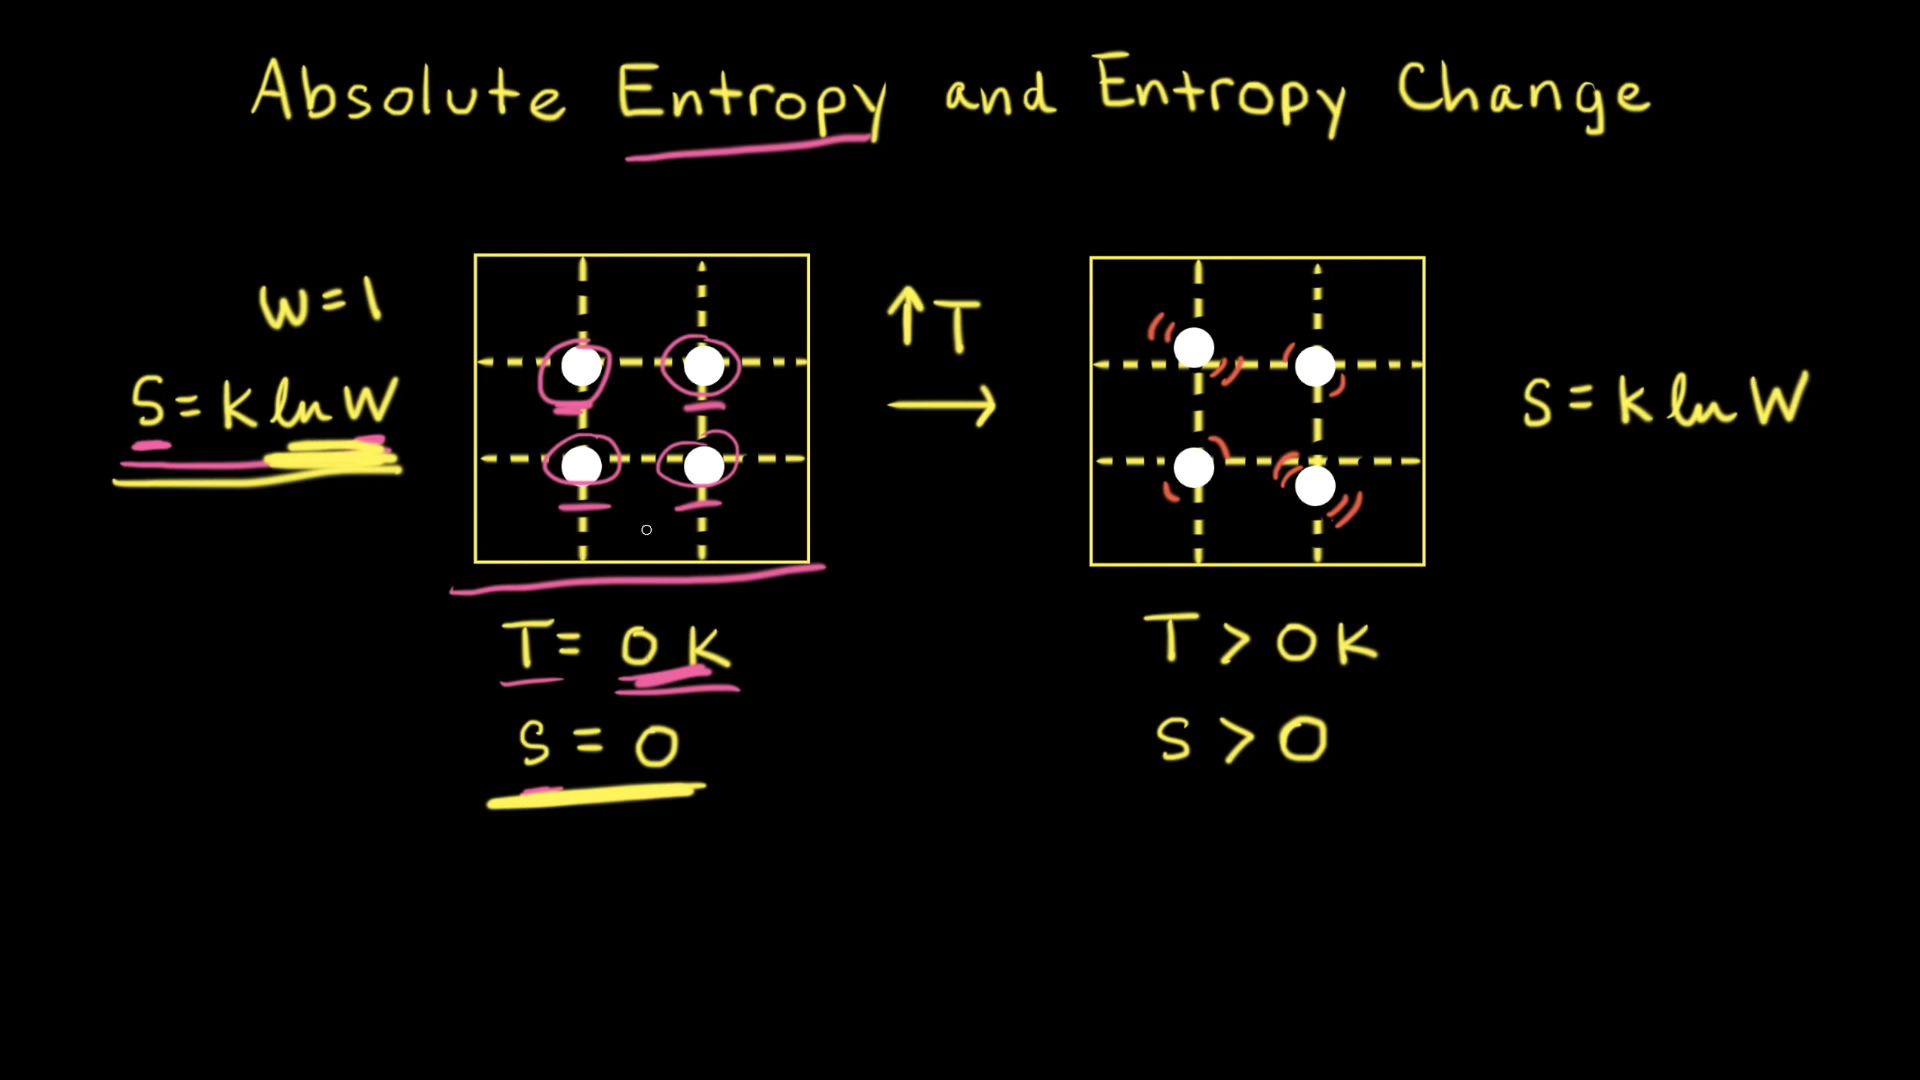 Absolute Entropy and Entropy Change
W = 1
S = k ln W
↑ T
→
S = k ln W
T = 0 K
S = 0
T > 0 K
S > 0